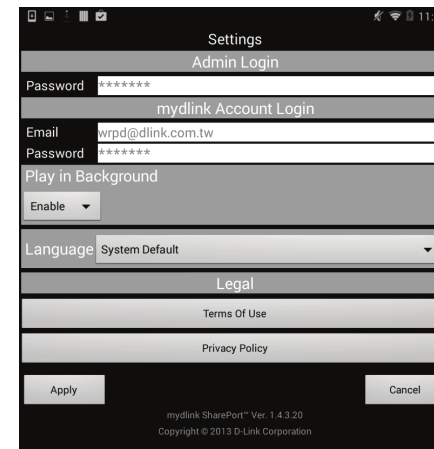 11:
Settings
Admin Login
Password *******
mydlink Account Login
Email wrpd@dlink.com.tw
Password *******
Play in Background
Enable
Language System Default
Legal
Terms Of Use
Privacy Policy
Apply Cancel
mydlink SharePort™ Ver. 1.4.3.20
Copyright © 2013 D-Link Corporation